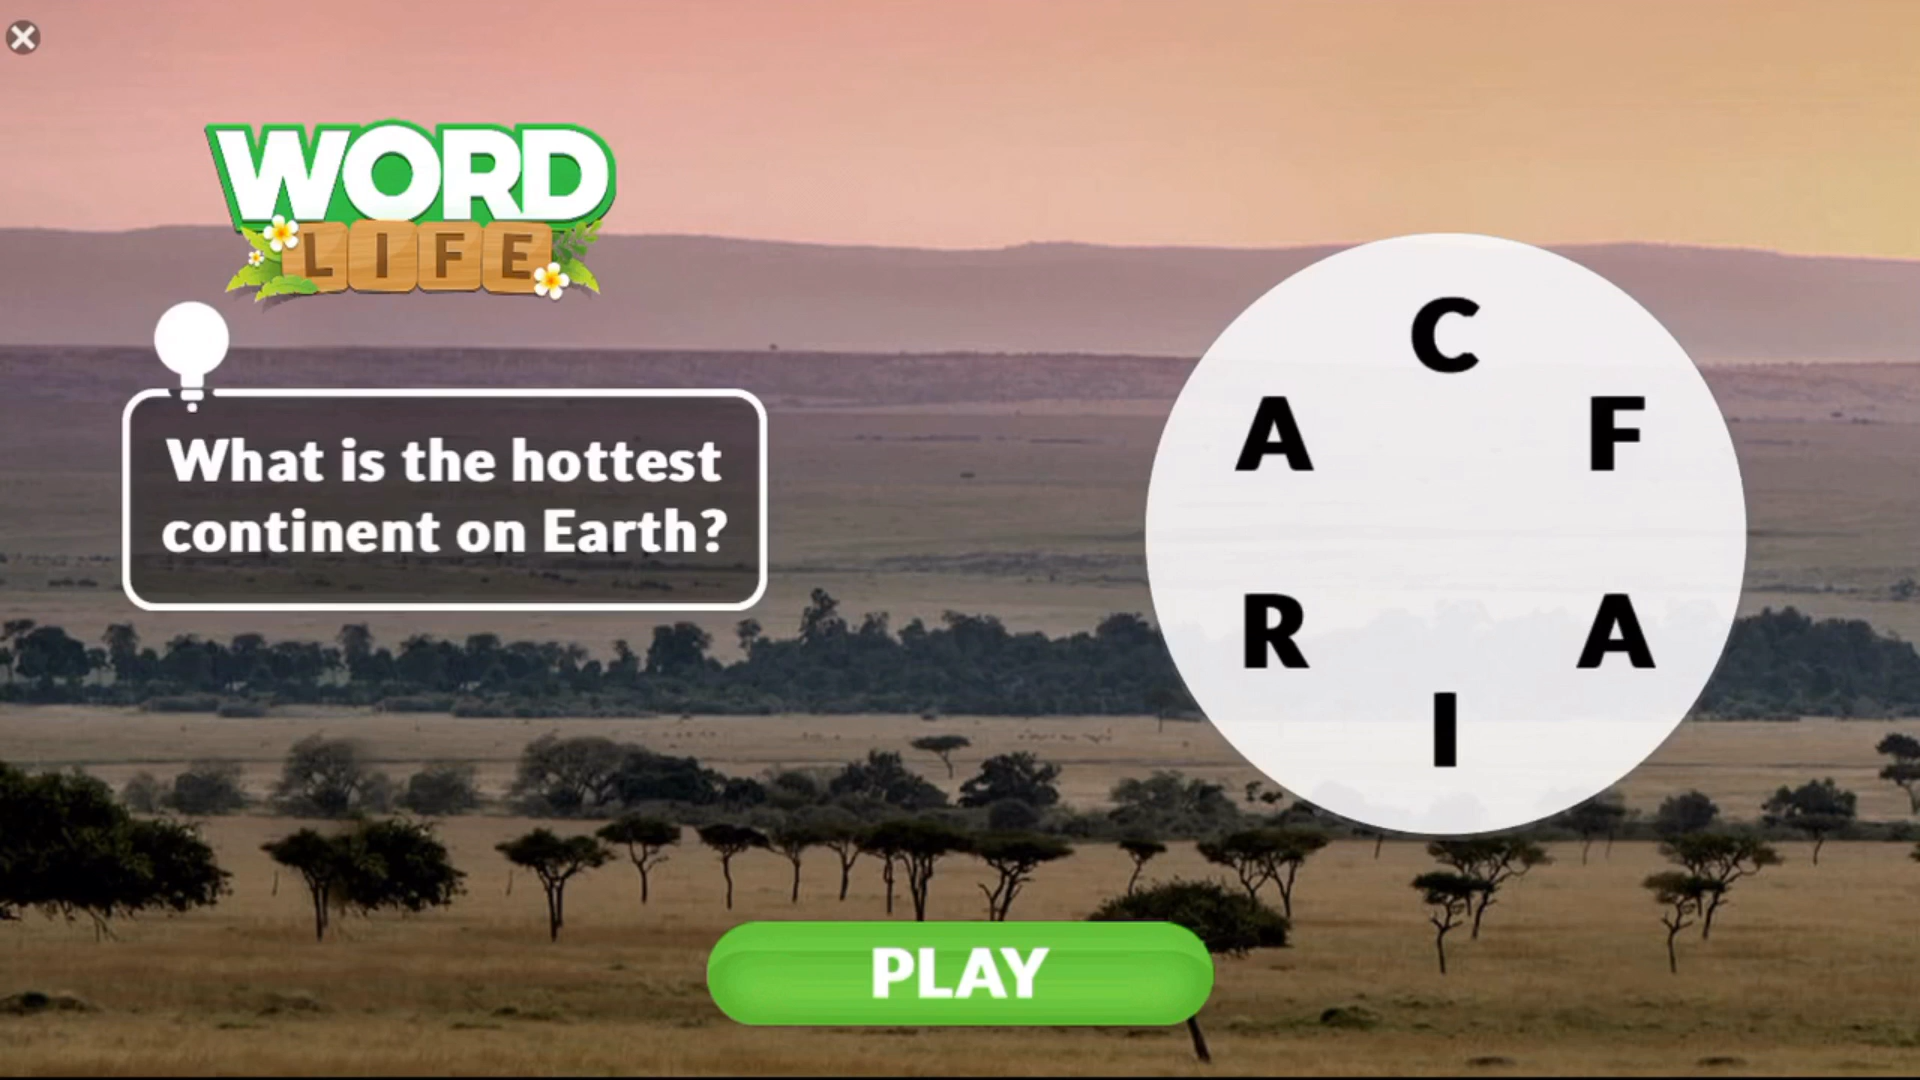 WORD
LIFE
What is the hottest
continent on Earth?
C
A F
R A
I
PLAY